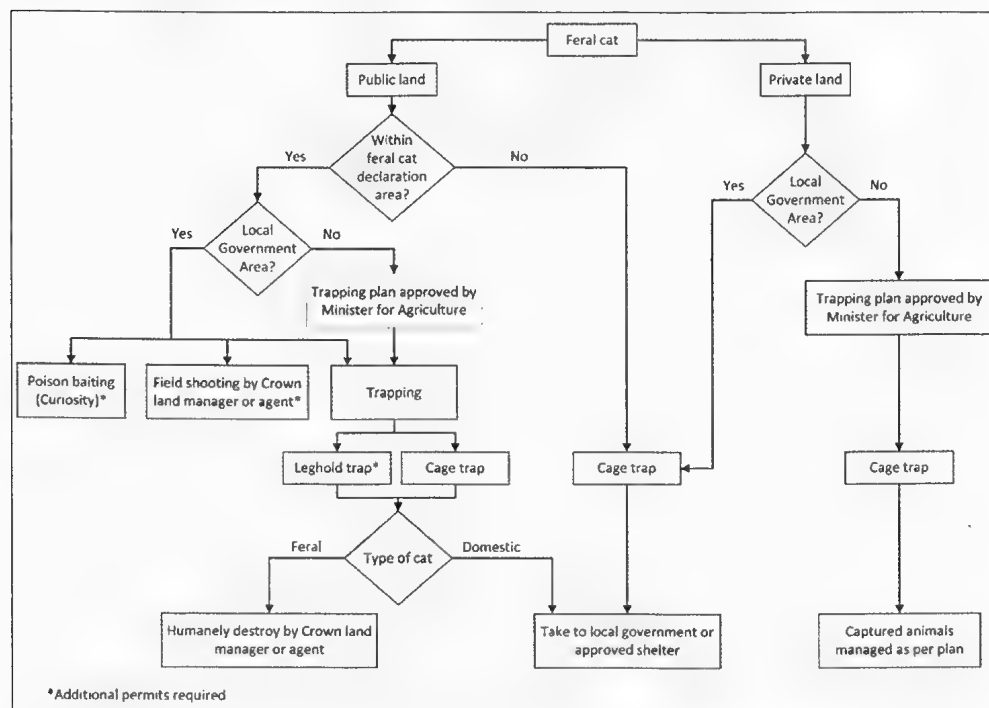 Feral cat
Public land
Private land
Within
feral cat
declaration
area?
Yes
No
Local
Government
Area?
Yes
No
Local
Government
Area?
Yes
No
Trapping plan approved by
Minister for Agriculture
Trapping plan approved by
Minister for Agriculture
Poison baiting
(Curiosity)*
Field shooting by Crown
land manager or agent*
Trapping
Leghold trap*
Cage trap
Cage trap
Cage trap
Type of cat
Feral
Domestic
Humanely destroy by Crown land
manager or agent
Take to local government or
approved shelter
Captured animals
managed as per plan
*Additional permits required